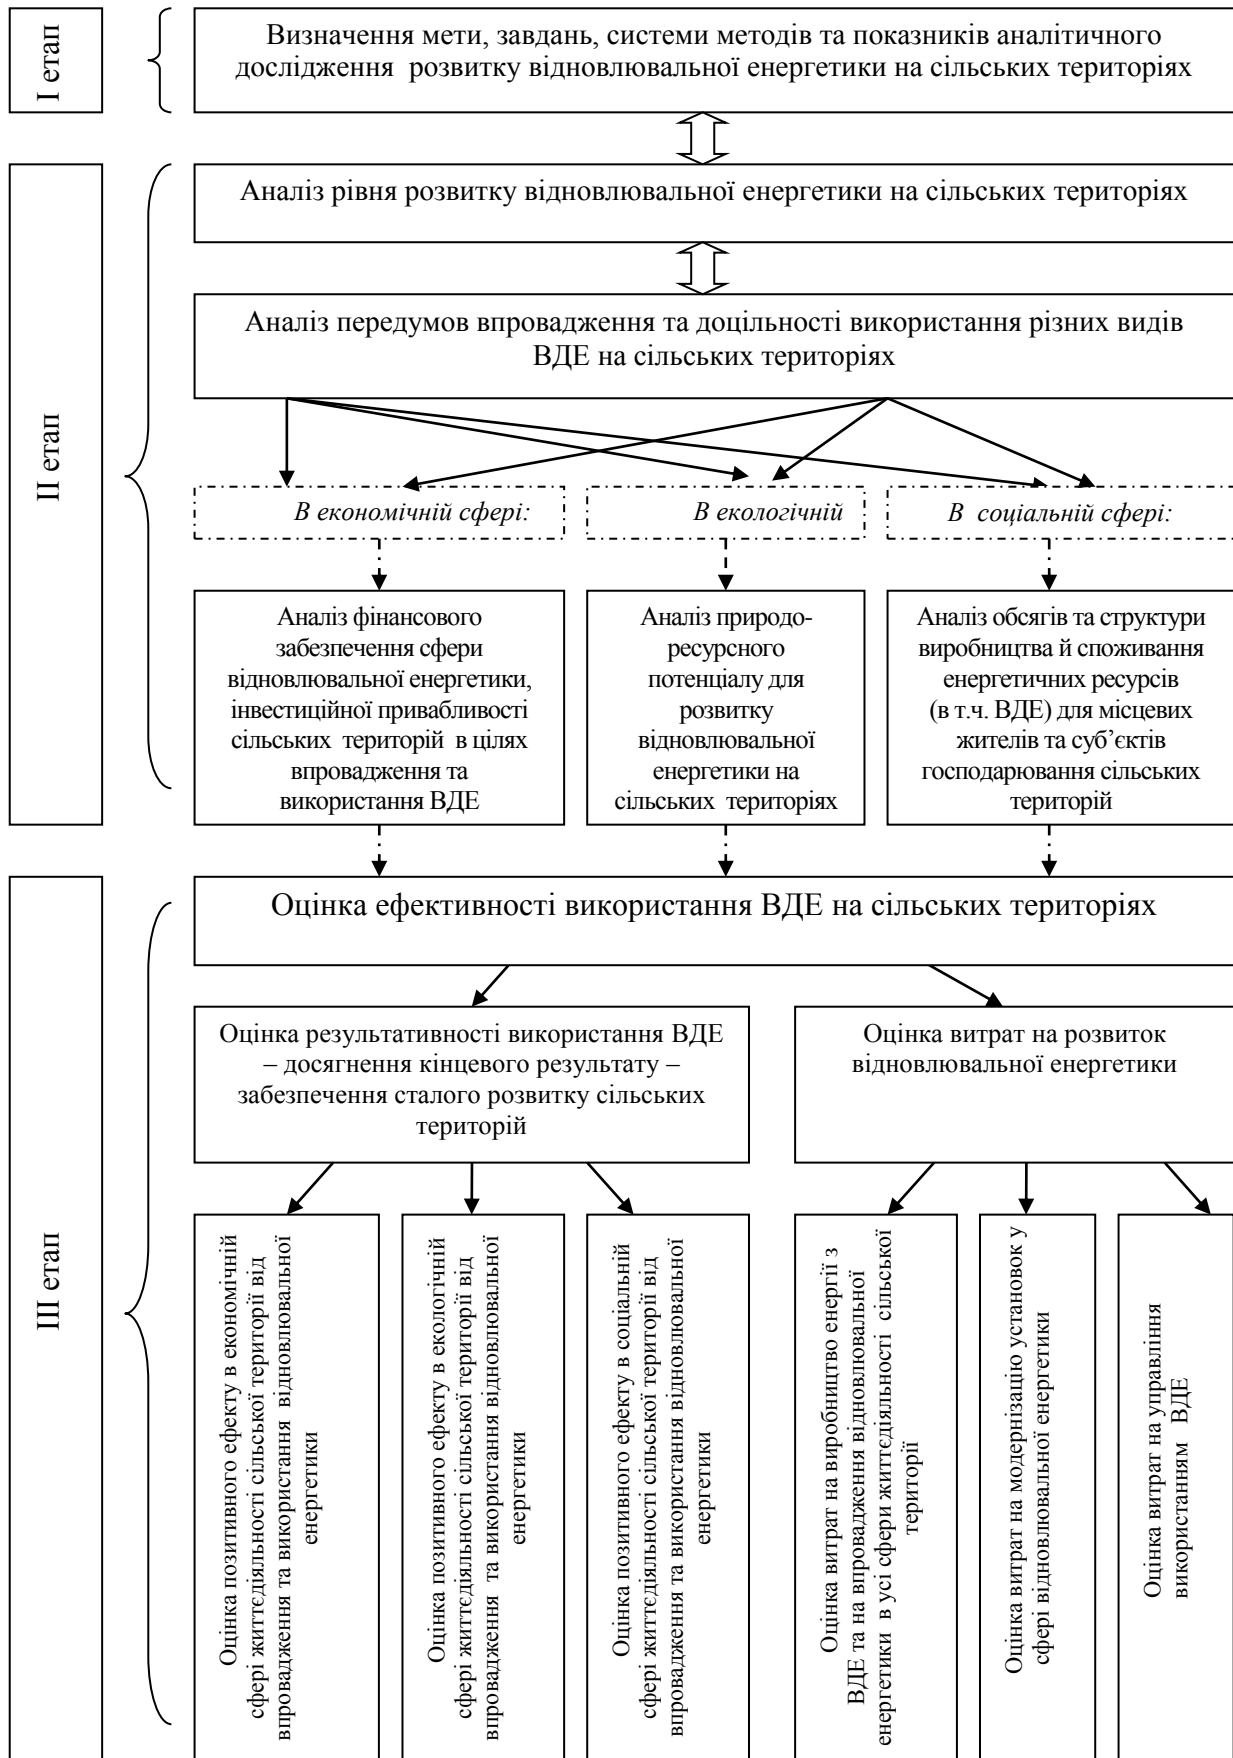 І етап
Визначення мети, завдань, системи методів та показників аналітичного
дослідження розвитку відновлювальної енергетики на сільських територіях
ІІ етап
Аналіз рівня розвитку відновлювальної енергетики на сільських територіях
Аналіз передумов впровадження та доцільності використання різних видів
ВДЕ на сільських територіях
В економічній сфері:
В екологічній
В соціальній сфері:
Аналіз фінансового
забезпечення сфери
відновлювальної енергетики,
інвестиційної привабливості
сільських територій в цілях
впровадження та
використання ВДЕ
Аналіз природо-
ресурсного
потенціалу для
розвитку
відновлювальної
енергетики на
сільських територіях
Аналіз обсягів та структури
виробництва й споживання
енергетичних ресурсів
(в т.ч. ВДЕ) для місцевих
жителів та суб’єктів
господарювання сільських
територій
ІІІ етап
Оцінка ефективності використання ВДЕ на сільських територіях
Оцінка результативності використання ВДЕ
– досягнення кінцевого результату –
забезпечення сталого розвитку сільських
територій
Оцінка витрат на розвиток
відновлювальної енергетики
Оцінка позитивного ефекту в економічній
сфері життєдіяльності сільської території від
впровадження та використання відновлювальної
енергетики
Оцінка позитивного ефекту в екологічній
сфері життєдіяльності сільської території від
впровадження та використання відновлювальної
енергетики
Оцінка позитивного ефекту в соціальній
сфері життєдіяльності сільської території від
впровадження та використання відновлювальної
енергетики
Оцінка витрат на виробництво енергії з
ВДЕ та на впровадження відновлювальної
енергетики в усі сфери життєдіяльності сільської
території
Оцінка витрат на модернізацію установок у
сфері відновлювальної енергетики
Оцінка витрат на управління
використанням ВДЕ